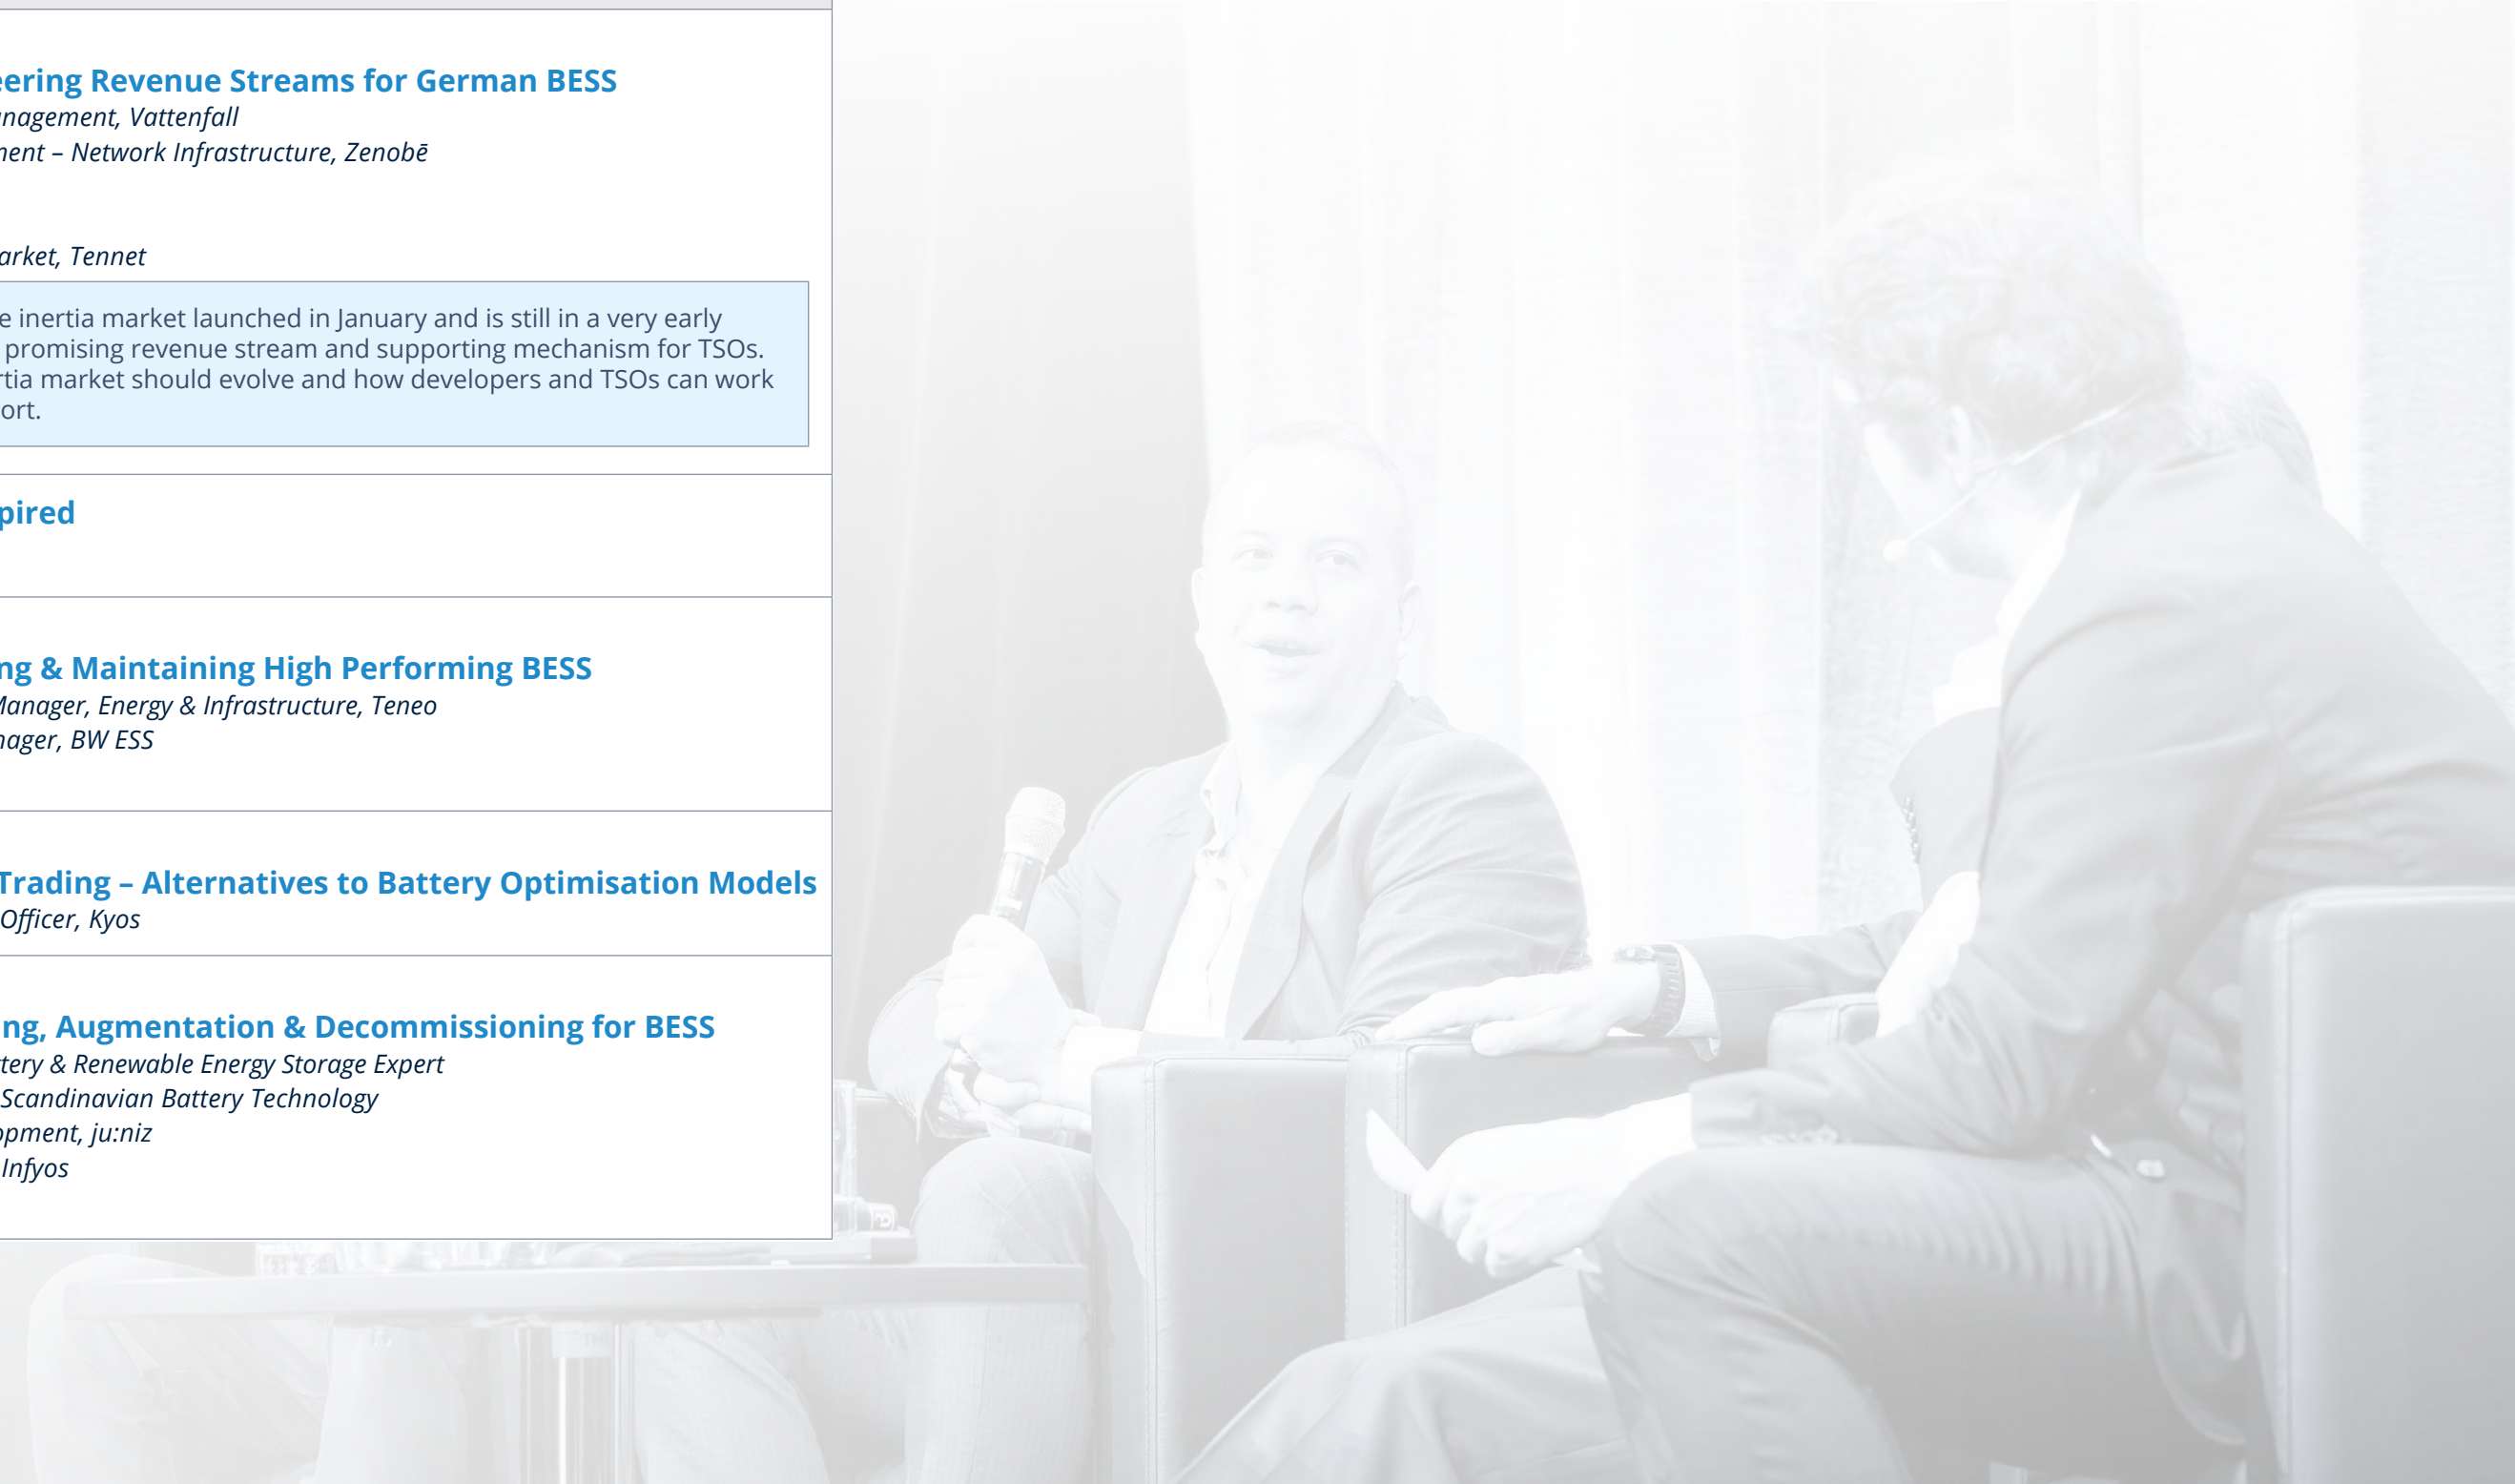 eering Revenue Streams for German BESS
nagement, Vattenfall
nent – Network Infrastructure, Zenobē
arket, Tennet
e inertia market launched in January and is still in a very early
promising revenue stream and supporting mechanism for TSOs.
rtia market should evolve and how developers and TSOs can work
ort.
pired
ng & Maintaining High Performing BESS
Manager, Energy & Infrastructure, Teneo
nager, BW ESS
Trading – Alternatives to Battery Optimisation Models
Officer, Kyos
ng, Augmentation & Decommissioning for BESS
ttery & Renewable Energy Storage Expert
Scandinavian Battery Technology
opment, ju:niz
Infyos